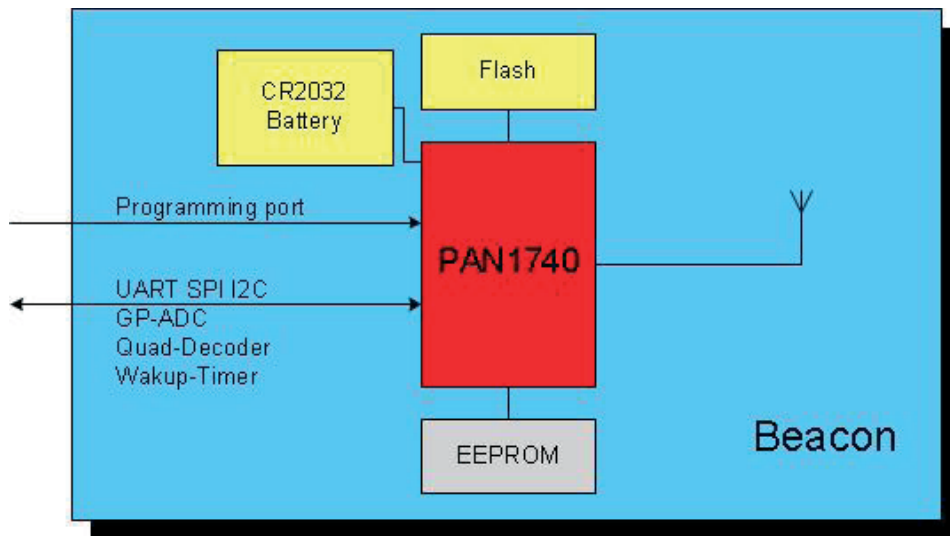 Flash
CR2032
Battery
Programming port
PAN1740
UART SPI I2C
GP-ADC
Quad-Decoder
Wakup-Timer
Beacon
EEPROM